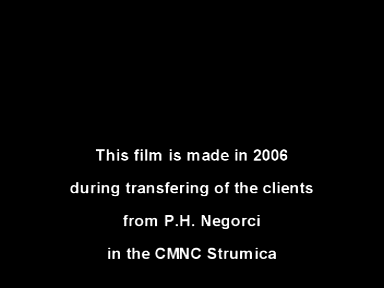 This film is made in 2006
during transfering of the clients
from P.H. Negorci
in the CMNC Strumica